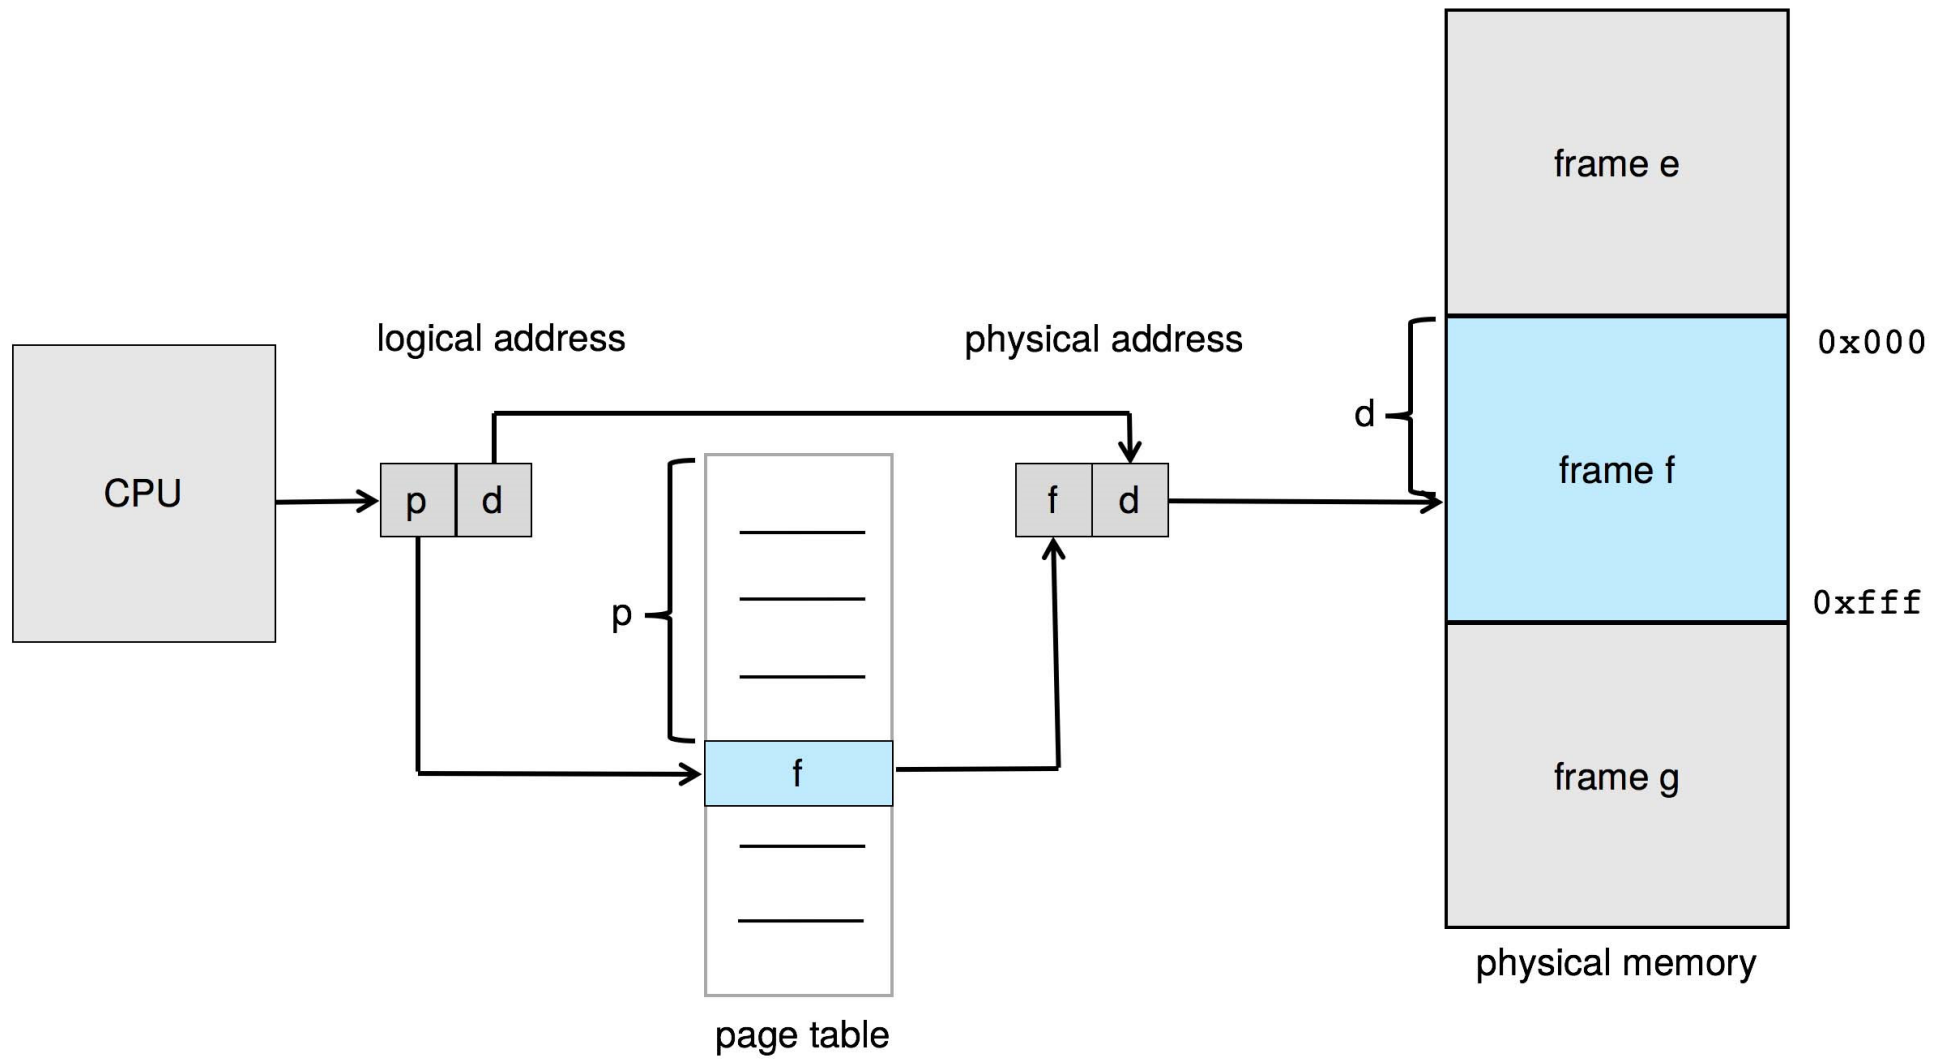 frame e
logical address
physical address
0x000
d
CPU
p d
f d
frame f
p
0xfff
f
frame g
physical memory
page table